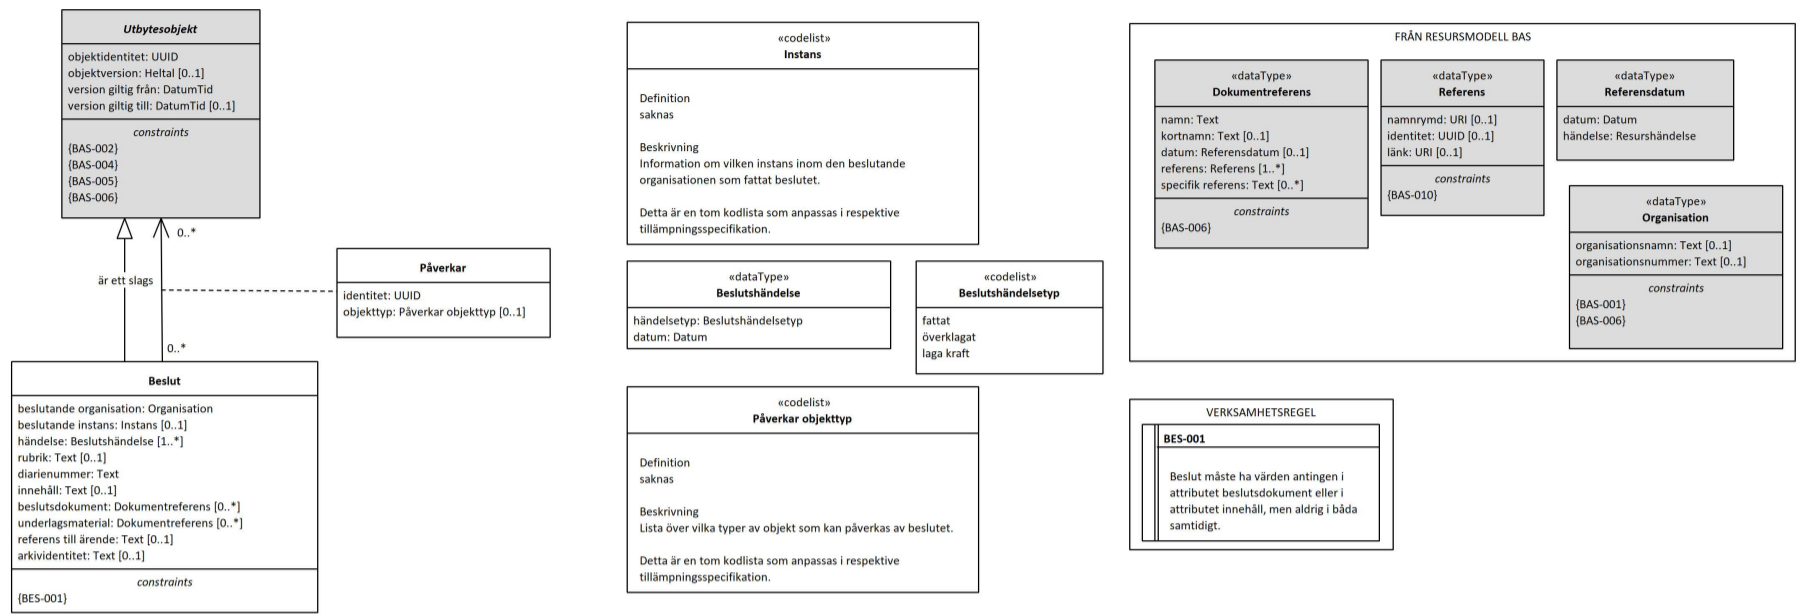 Utbytesobjekt
objektidentitet: UUID
objektversion: Heltal [0..1]
version giltig från: DatumTid
version giltig till: DatumTid [0..1]
constraints
{BAS-002}
{BAS-004}
{BAS-005}
{BAS-006}
0..*
är ett slags
Påverkar
identitet: UUID
objekttyp: Påverkar objekttyp [0..1]
0..*
Beslut
beslutande organisation: Organisation
beslutande instans: Instans [0..1]
händelse: Beslutshändelse [1..*]
rubrik: Text [0..1]
diarienummer: Text
innehåll: Text [0..1]
beslutsdokument: Dokumentreferens [0..*]
underlagsmaterial: Dokumentreferens [0..*]
referens till ärende: Text [0..1]
arkividentitet: Text [0..1]
constraints
{BES-001}
«codelist»
Instans
Definition
saknas
Beskrivning
Information om vilken instans inom den beslutande
organisationen som fattat beslutet.
Detta är en tom kodlista som anpassas i respektive
tillämpningsspecifikation.
«dataType»
Beslutshändelse
händelsetyp: Beslutshändelsetyp
datum: Datum
«codelist»
Beslutshändelsetyp
fattat
överklagat
laga kraft
«codelist»
Påverkar objekttyp
Definition
saknas
Beskrivning
Lista över vilka typer av objekt som kan påverkas av beslutet.
Detta är en tom kodlista som anpassas i respektive
tillämpningsspecifikation.
FRÅN RESURSMODELL BAS
«dataType»
Dokumentreferens
namn: Text
kortnamn: Text [0..1]
datum: Referensdatum [0..1]
referens: Referens [1..*]
specifik referens: Text [0..*]
constraints
{BAS-006}
«dataType»
Referens
namnrymd: URI [0..1]
identitet: UUID [0..1]
länk: URI [0..1]
constraints
{BAS-010}
«dataType»
Referensdatum
datum: Datum
händelse: Resurshändelse
«dataType»
Organisation
organisationsnamn: Text [0..1]
organisationsnummer: Text [0..1]
constraints
{BAS-001}
{BAS-006}
VERKSAMHETSREGEL
BES-001
Beslut måste ha värden antingen i
attributet beslutsdokument eller i
attributet innehåll, men aldrig i båda
samtidigt.